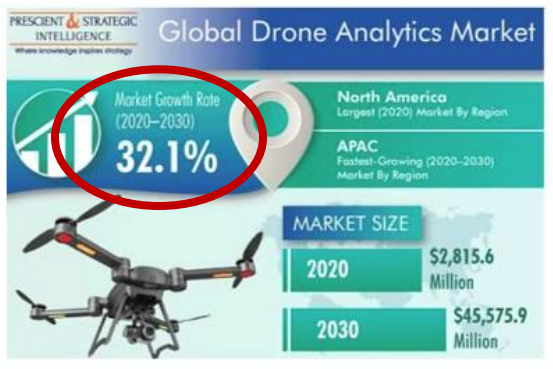 PRESCIENT & STRATEGIC
INTELLIGENCE
Where knowledge inspires strategy
Global Drone Analytics Market
Market Growth Rate
(2020–2030)
32.1%
North America
Largest (2020) Market By Region
APAC
Fastest-Growing (2020–2030)
Market By Region
MARKET SIZE
2020
$2,815.6
Million
2030
$45,575.9
Million